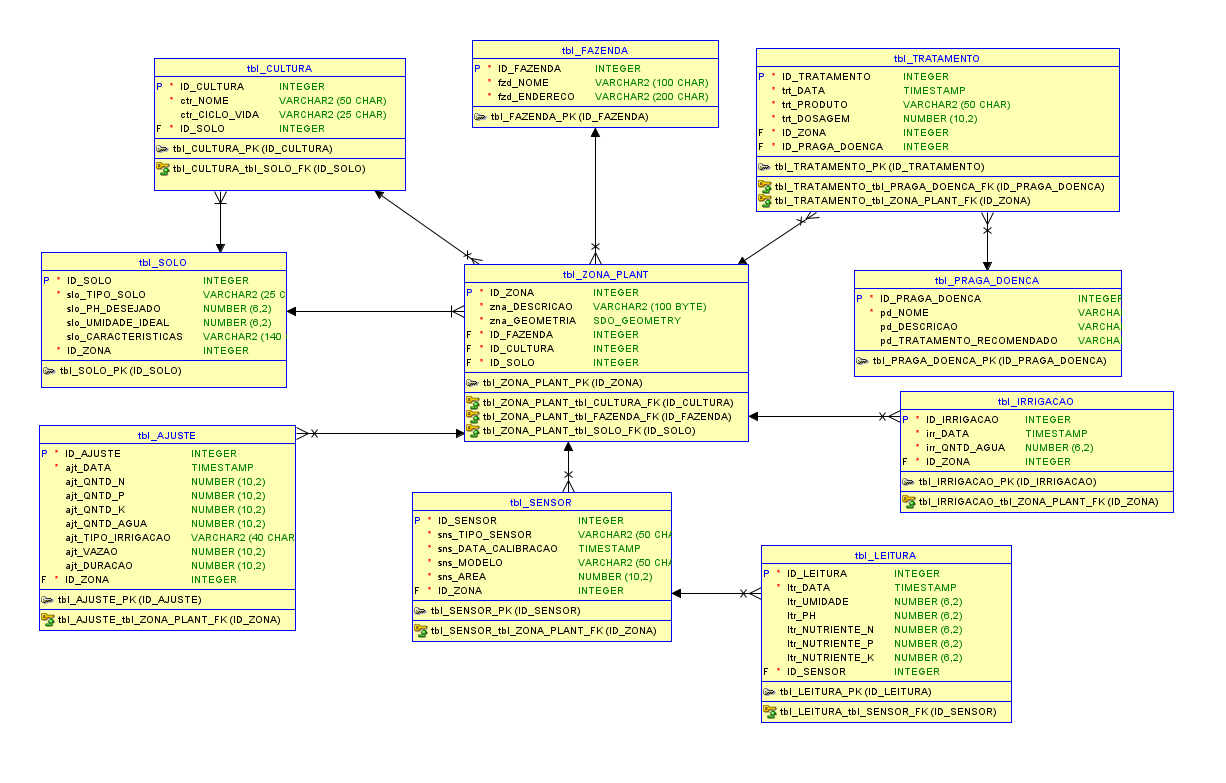 tbl_FAZENDA
P * ID_FAZENDA INTEGER
* fzd_NOME VARCHAR2 (100 CHAR)
* fzd_ENDERECO VARCHAR2 (200 CHAR)
tbl_FAZENDA_PK (ID_FAZENDA)
tbl_CULTURA
P * ID_CULTURA INTEGER
* ctr_NOME VARCHAR2 (50 CHAR)
* ctr_CICLO_VIDA VARCHAR2 (25 CHAR)
F * ID_SOLO INTEGER
tbl_CULTURA_PK (ID_CULTURA)
tbl_CULTURA_tbl_SOLO_FK (ID_SOLO)
tbl_TRATAMENTO
P * ID_TRATAMENTO INTEGER
* trt_DATA TIMESTAMP
* trt_PRODUTO VARCHAR2 (50 CHAR)
* trt_DOSAGEM NUMBER (10,2)
F * ID_ZONA INTEGER
F * ID_PRAGA_DOENCA INTEGER
tbl_TRATAMENTO_PK (ID_TRATAMENTO)
tbl_TRATAMENTO_tbl_PRAGA_DOENCA_FK (ID_PRAGA_DOENCA)
tbl_TRATAMENTO_tbl_ZONA_PLANT_FK (ID_ZONA)
tbl_SOLO
P * ID_SOLO INTEGER
* slo_TIPO_SOLO VARCHAR2 (25 C
slo_PH_DESEJADO NUMBER (6,2)
slo_UMIDADE_IDEAL NUMBER (6,2)
slo_CARACTERISTICAS VARCHAR2 (140
* ID_ZONA INTEGER
tbl_SOLO_PK (ID_SOLO)
tbl_ZONA_PLANT
P * ID_ZONA INTEGER
* zna_DESCRICAO VARCHAR2 (100 BYTE)
* zna_GEOMETRIA SDO_GEOMETRY
F * ID_FAZENDA INTEGER
F * ID_CULTURA INTEGER
F * ID_SOLO INTEGER
tbl_ZONA_PLANT_PK (ID_ZONA)
tbl_ZONA_PLANT_tbl_CULTURA_FK (ID_CULTURA)
tbl_ZONA_PLANT_tbl_FAZENDA_FK (ID_FAZENDA)
tbl_ZONA_PLANT_tbl_SOLO_FK (ID_SOLO)
tbl_PRAGA_DOENCA
P * ID_PRAGA_DOENCA INTEGER
* pd_NOME VARCHA
pd_DESCRICAO VARCHA
pd_TRATAMENTO_RECOMENDADO VARCHA
tbl_PRAGA_DOENCA_PK (ID_PRAGA_DOENCA)
tbl_IRRIGACAO
P * ID_IRRIGACAO INTEGER
* irr_DATA TIMESTAMP
* irr_QNTD_AGUA NUMBER (6,2)
F * ID_ZONA INTEGER
tbl_IRRIGACAO_PK (ID_IRRIGACAO)
tbl_IRRIGACAO_tbl_ZONA_PLANT_FK (ID_ZONA)
tbl_AJUSTE
P * ID_AJUSTE INTEGER
* ajt_DATA TIMESTAMP
ajt_QNTD_N NUMBER (10,2)
ajt_QNTD_P NUMBER (10,2)
ajt_QNTD_K NUMBER (10,2)
ajt_QNTD_AGUA NUMBER (10,2)
ajt_TIPO_IRRIGACAO VARCHAR2 (40 CHAR
ajt_VAZAO NUMBER (10,2)
ajt_DURACAO NUMBER (10,2)
F * ID_ZONA INTEGER
tbl_AJUSTE_PK (ID_AJUSTE)
tbl_AJUSTE_tbl_ZONA_PLANT_FK (ID_ZONA)
tbl_SENSOR
P * ID_SENSOR INTEGER
* sns_TIPO_SENSOR VARCHAR2 (50 CHA
* sns_DATA_CALIBRACAO TIMESTAMP
* sns_MODELO VARCHAR2 (50 CHA
* sns_AREA NUMBER (10,2)
F * ID_ZONA INTEGER
tbl_SENSOR_PK (ID_SENSOR)
tbl_SENSOR_tbl_ZONA_PLANT_FK (ID_ZONA)
tbl_LEITURA
P * ID_LEITURA INTEGER
* ltr_DATA TIMESTAMP
ltr_UMIDADE NUMBER (6,2)
ltr_PH NUMBER (6,2)
ltr_NUTRIENTE_N NUMBER (6,2)
ltr_NUTRIENTE_P NUMBER (6,2)
ltr_NUTRIENTE_K NUMBER (6,2)
F * ID_SENSOR INTEGER
tbl_LEITURA_PK (ID_LEITURA)
tbl_LEITURA_tbl_SENSOR_FK (ID_SENSOR)